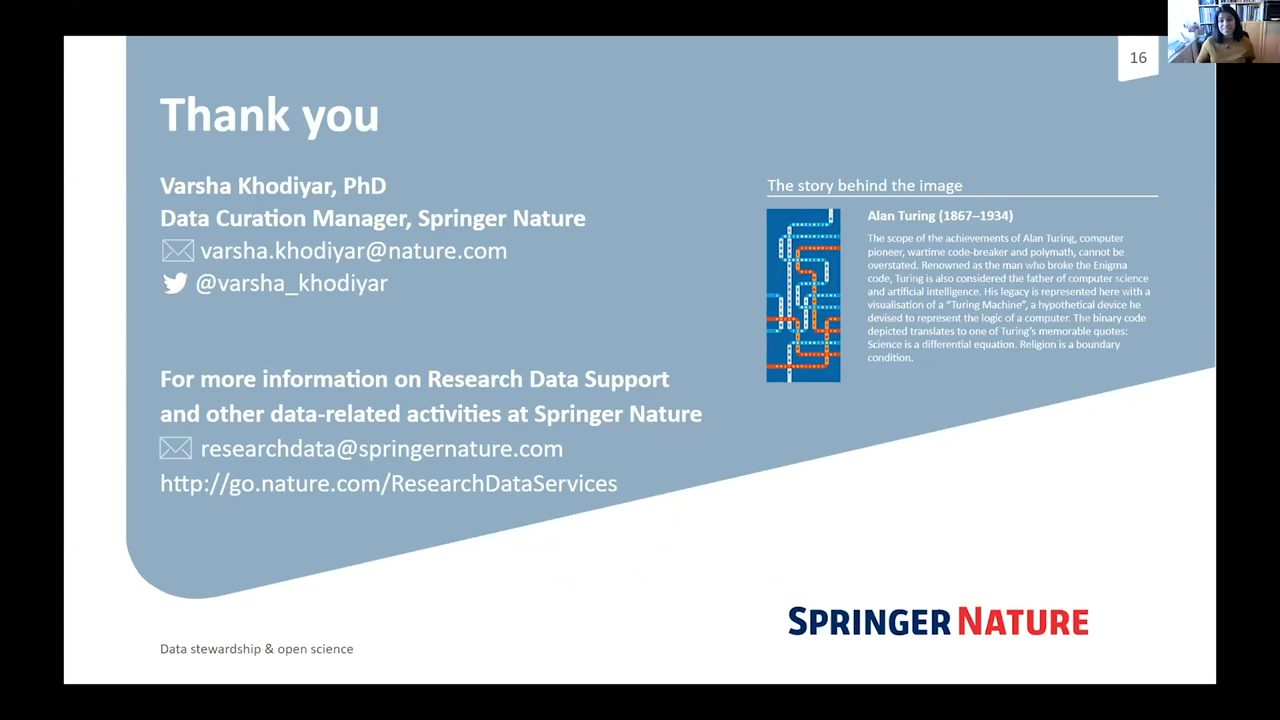 16
Thank you
Varsha Khodiyar, PhD
Data Curation Manager, Springer Nature
varsha.khodiyar@nature.com
@varsha_khodiyar
For more information on Research Data Support
and other data-related activities at Springer Nature
researchdata@springernature.com
http://go.nature.com/ResearchDataServices
The story behind the image
Alan Turing (1867–1934)
The scope of the achievements of Alan Turing, computer
pioneer, wartime code-breaker and polymath, cannot be
overstated. Renowned as the man who broke the Enigma
code, Turing is also considered the father of computer science
and artificial intelligence. His legacy is represented here with a
visualisation of a “Turing Machine”, a hypothetical device he
devised to represent the logic of a computer. The binary code
depicted translates to one of Turing’s memorable quotes:
Science is a differential equation. Religion is a boundary
condition.
SPRINGER NATURE
Data stewardship & open science